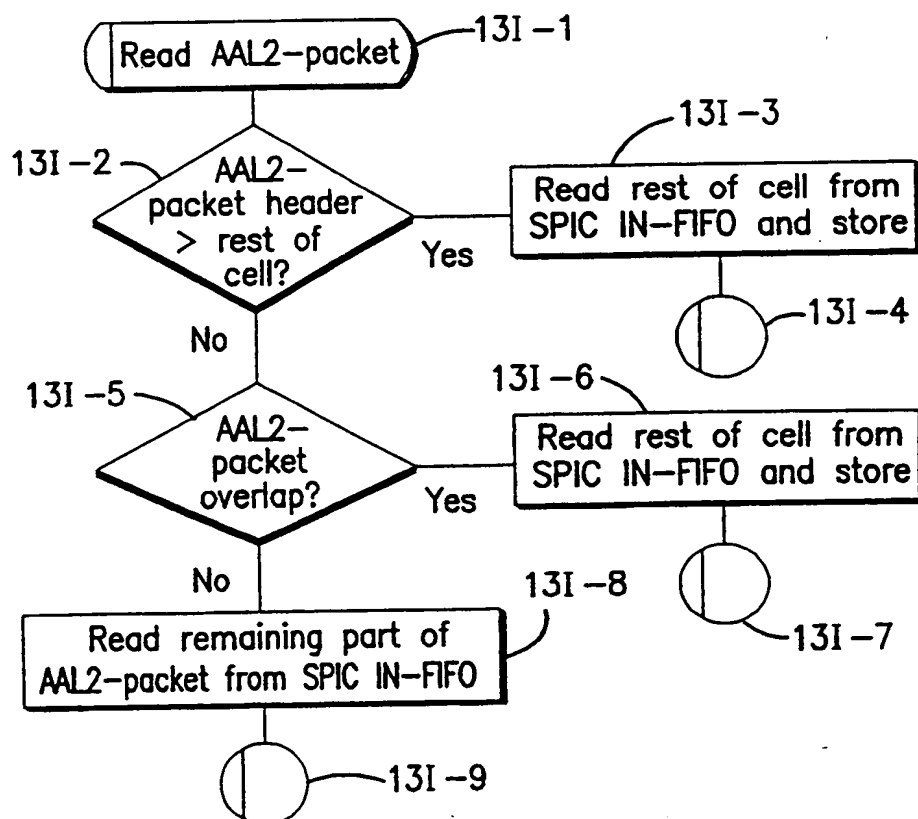 Read AAL2-packet
13I-1
13I-2
AAL2-
packet header
> rest of
cell?
Yes
13I-3
Read rest of cell from
SPIC IN-FIFO and store
13I-4
No
13I-5
AAL2-
packet
overlap?
Yes
13I-6
Read rest of cell from
SPIC IN-FIFO and store
13I-7
No
13I-8
Read remaining part of
AAL2-packet from SPIC IN-FIFO
13I-9